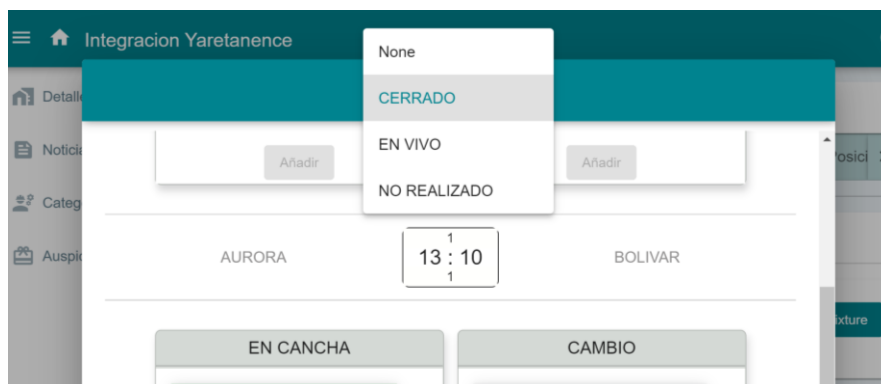 Integracion Yaretanence
None
CERRADO
EN VIVO
NO REALIZADO
Detall
Notici
Categ
Auspi
Añadir
Añadir
osici
AURORA
1
13 : 10
1
BOLIVAR
ixture
EN CANCHA
CAMBIO